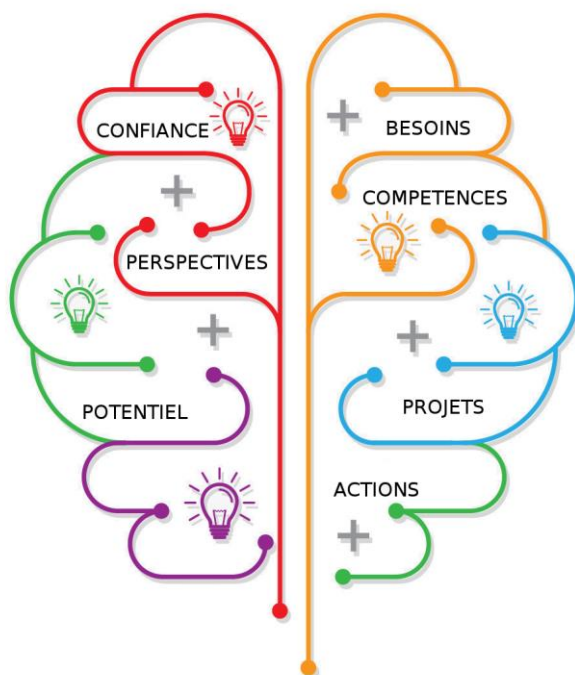 CONFIANCE
PERSPECTIVES
POTENTIEL
BESOINS
COMPETENCES
PROJETS
ACTIONS